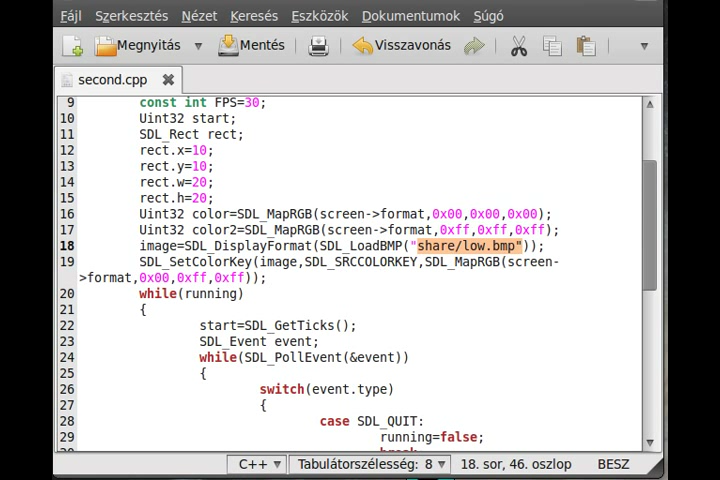 Fájl Szerkesztés Nézet Keresés Eszközök Dokumentumok Súgó
Megnyitás Mentés Visszavonás
second.cpp
9 const int FPS=30;
10 Uint32 start;
11 SDL_Rect rect;
12 rect.x=10;
13 rect.y=10;
14 rect.w=20;
15 rect.h=20;
16 Uint32 color=SDL_MapRGB(screen->format,0x00,0x00,0x00);
17 Uint32 color2=SDL_MapRGB(screen->format,0xff,0xff,0xff);
18 image=SDL_DisplayFormat(SDL_LoadBMP("share/low.bmp"));
19 SDL_SetColorKey(image,SDL_SRCCOLORKEY,SDL_MapRGB(screen-
>format,0x00,0xff,0xff));
20 while(running)
21 {
22 start=SDL_GetTicks();
23 SDL_Event event;
24 while(SDL_PollEvent(&event))
25 {
26 switch(event.type)
27 {
28 case SDL_QUIT:
29 running=false;
C++ Tabulátorszélesség: 8 18. sor, 46. oszlop BESZ